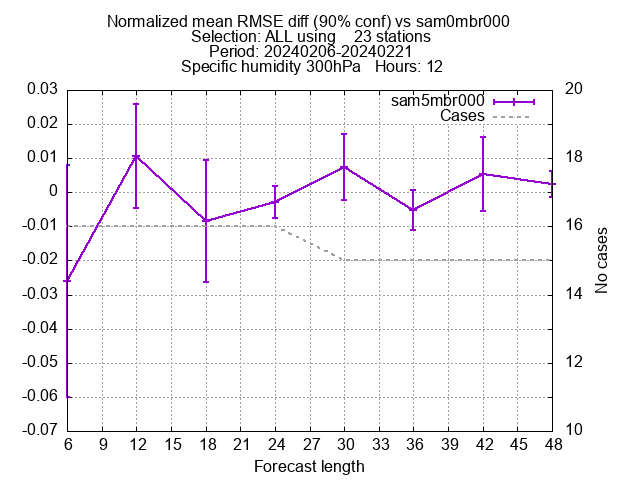 Normalized mean RMSE diff (90% conf) vs sam0mbr000
Selection: ALL using    23 stations
Period: 20240206-20240221
Specific humidity 300hPa   Hours: 12
sam5mbr000
Cases
0.03
0.02
0.01
0
-0.01
-0.02
-0.03
-0.04
-0.05
-0.06
-0.07
20
18
16
14
12
10
No cases
6 9 12 15 18 21 24 27 30 33 36 39 42 45 48
Forecast length